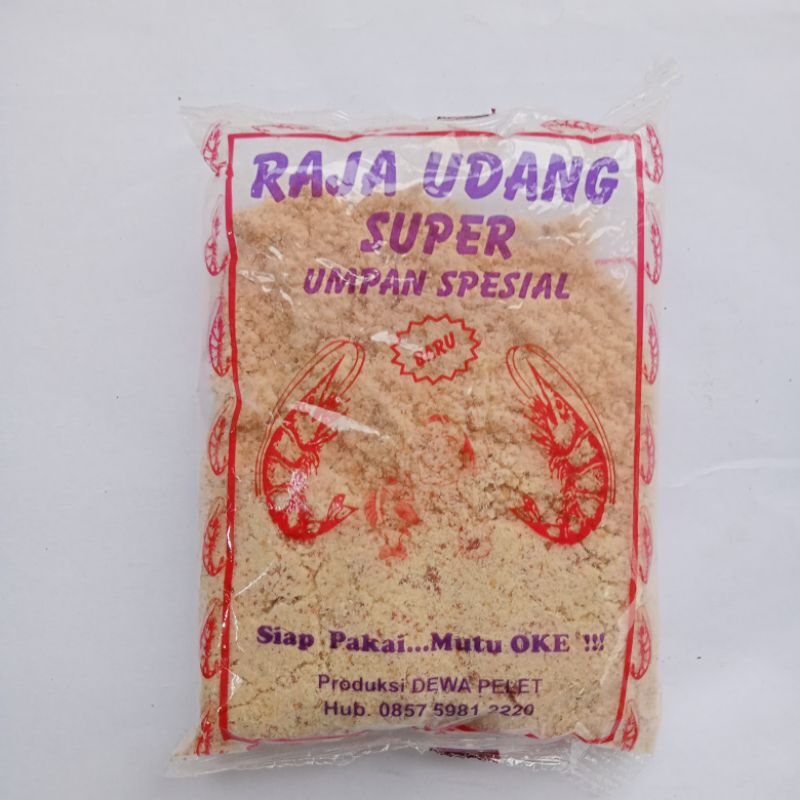 RAJA UDANG
SUPER
UMPAN SPESIAL
BARU
Siap Pakai...Mutu OKE !!!
Produksi DEWA PELET
Hub. 0857 5981 2220